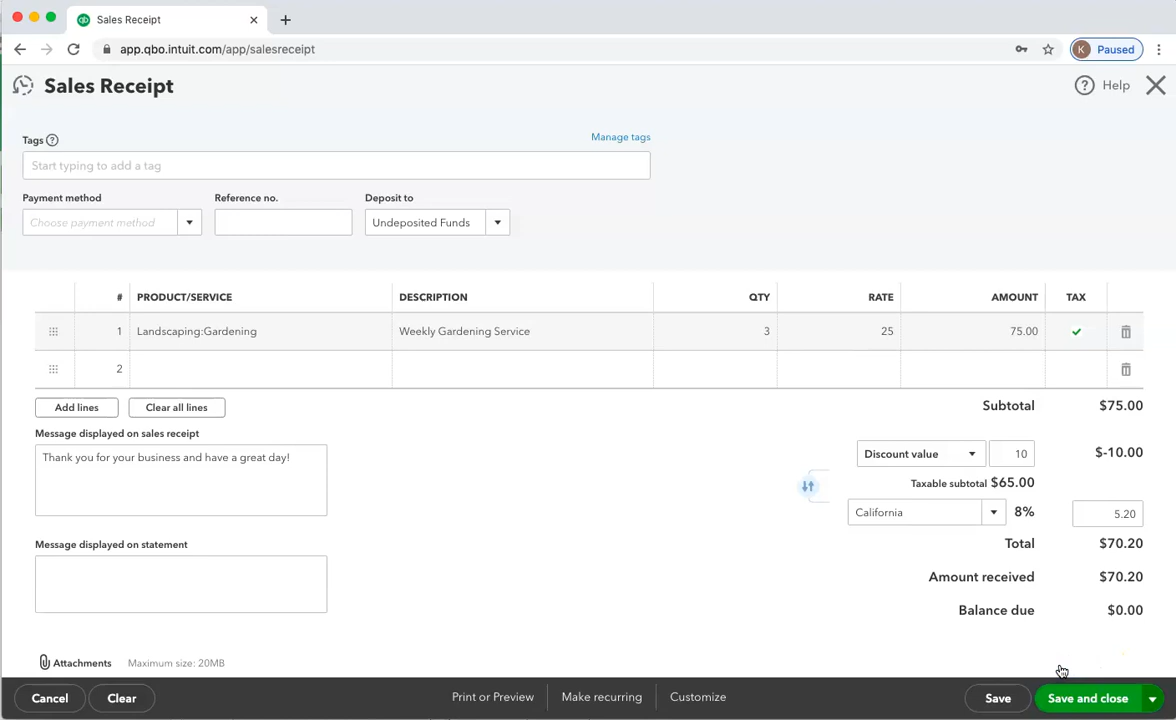 Sales Receipt
app.qbo.intuit.com/app/salesreceipt
K Paused
Sales Receipt
? Help
Tags ?
Manage tags
Start typing to add a tag
Payment method Reference no. Deposit to
Choose payment method Undeposited Funds
# PRODUCT/SERVICE DESCRIPTION QTY RATE AMOUNT TAX
1 Landscaping:Gardening Weekly Gardening Service 3 25 75.00
2
Add lines Clear all lines Subtotal $75.00
Message displayed on sales receipt
Thank you for your business and have a great day!
Discount value 10 $-10.00
Taxable subtotal $65.00
California 8% 5.20
Message displayed on statement
Total $70.20
Amount received $70.20
Balance due $0.00
Attachments Maximum size: 20MB
Cancel Clear Print or Preview Make recurring Customize Save Save and close